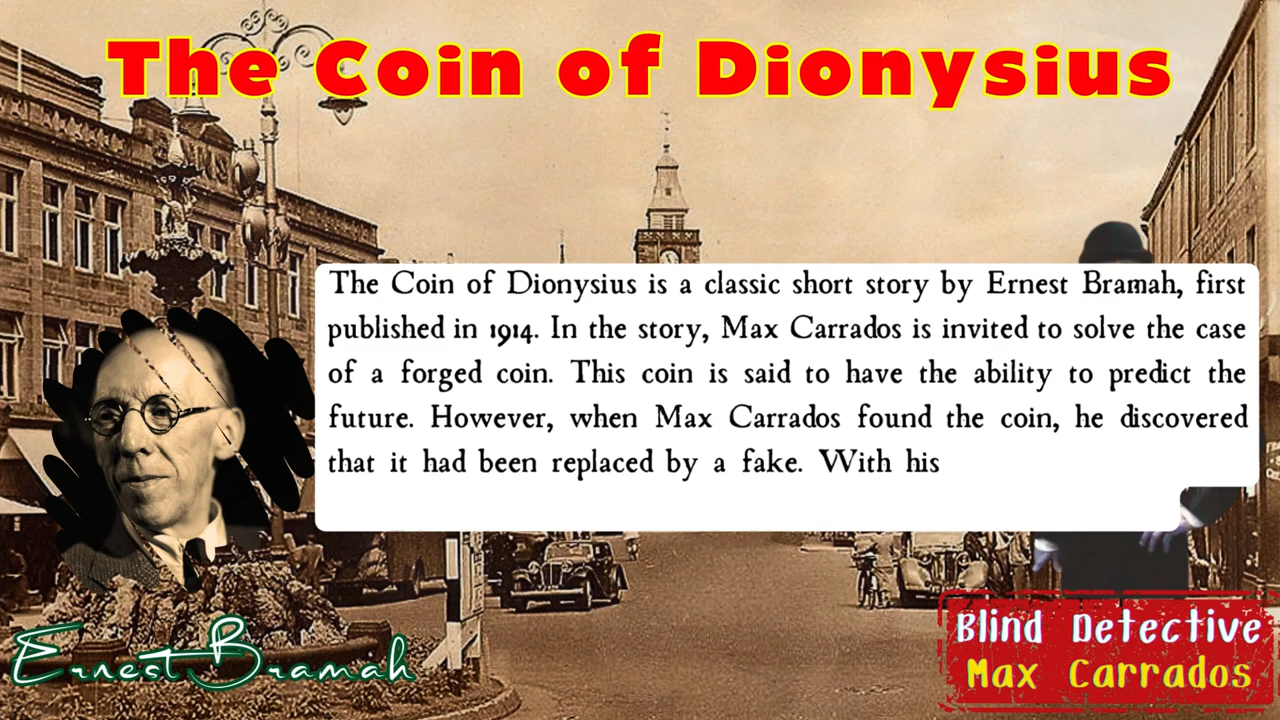 The Coin of Dionysius
The Coin of Dionysius is a classic short story by Ernest Bramah, first
published in 1914. In the story, Max Carrados is invited to solve the case
of a forged coin. This coin is said to have the ability to predict the
future. However, when Max Carrados found the coin, he discovered
that it had been replaced by a fake. With his
Ernest Bramah
Blind Detective
Max Carrados